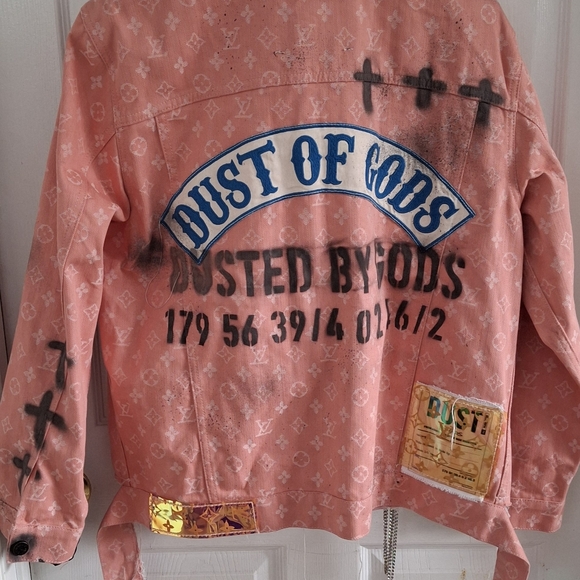 DUST OF GODS
DUSTED BY GODS
179 56 39/4 02 6/2
DUST!